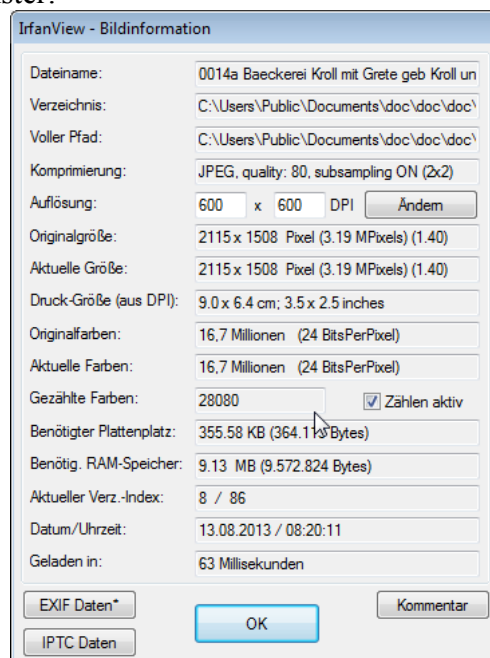 IrfanView - Bildinformation
Dateiname: 0014a Baeckerei Kroll mit Grete geb Kroll un
Verzeichnis: C:\Users\Public\Documents\doc\doc\doc\
Voller Pfad: C:\Users\Public\Documents\doc\doc\doc\
Komprimierung: JPEG, quality: 80, subsampling ON (2x2)
Auflösung: 600 x 600 DPI Ändern
Originalgröße: 2115 x 1508 Pixel (3.19 MPixels) (1.40)
Aktuelle Größe: 2115 x 1508 Pixel (3.19 MPixels) (1.40)
Druck-Größe (aus DPI): 9.0 x 6.4 cm; 3.5 x 2.5 inches
Originalfarben: 16,7 Millionen (24 BitsPerPixel)
Aktuelle Farben: 16,7 Millionen (24 BitsPerPixel)
Gezählte Farben: 28080 Zählen aktiv
Benötigter Plattenplatz: 355.58 KB Bytes)
Benötig. RAM-Speicher: 9.13 MB (9.572.824 Bytes)
Aktueller Verz.-Index: 8 / 86
Datum/Uhrzeit: 13.08.2013 / 08:20:11
Geladen in: 63 Millisekunden
EXIF Daten* OK Kommentar
IPTC Daten